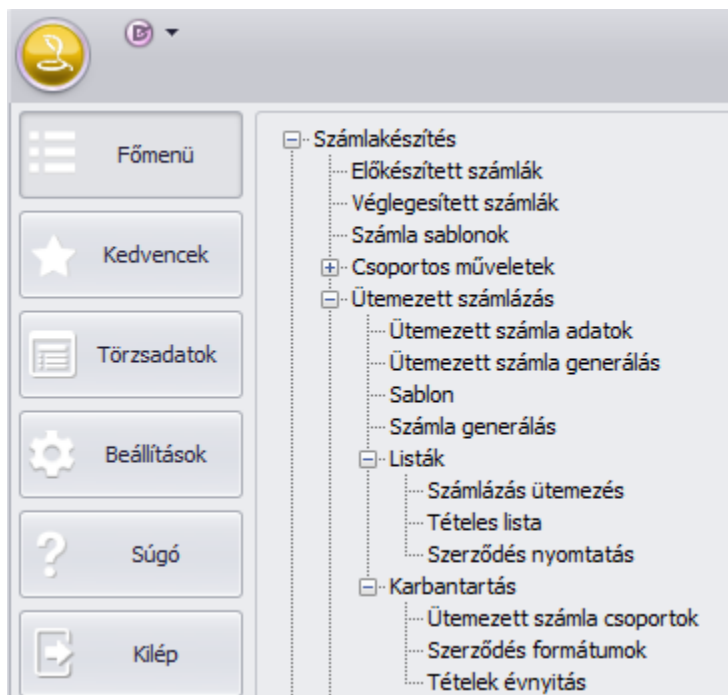 Főmenü
Kedvencek
Törzsadatok
Beállítások
Súgó
Kilép
Számlakészítés
Előkészített számlák
Véglegesített számlák
Számla sablonok
Csoportos műveletek
Ütemezett számlázás
Ütemezett számla adatok
Ütemezett számla generálás
Sablon
Számla generálás
Listák
Számlázás ütemezés
Tételes lista
Szerződés nyomtatás
Karbantartás
Ütemezett számla csoportok
Szerződés formátumok
Tételek évnyitás